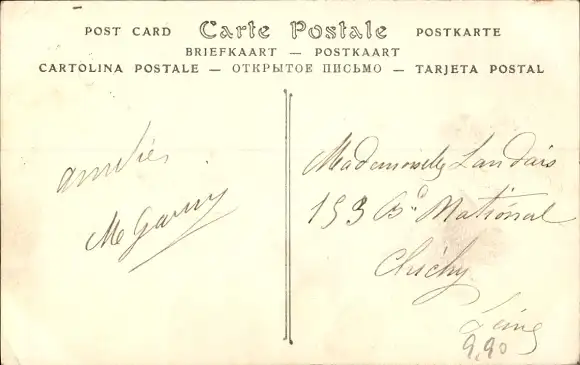 POST CARD Carte Postale POSTKARTE
BRIEFKAART — POSTKAART
CARTOLINA POSTALE — ОТКРЫТОЕ ПИСЬМО — TARJETA POSTAL
amitiés
Mademoiselle Landais
153 Bd National
Clichy
Seine
9,90